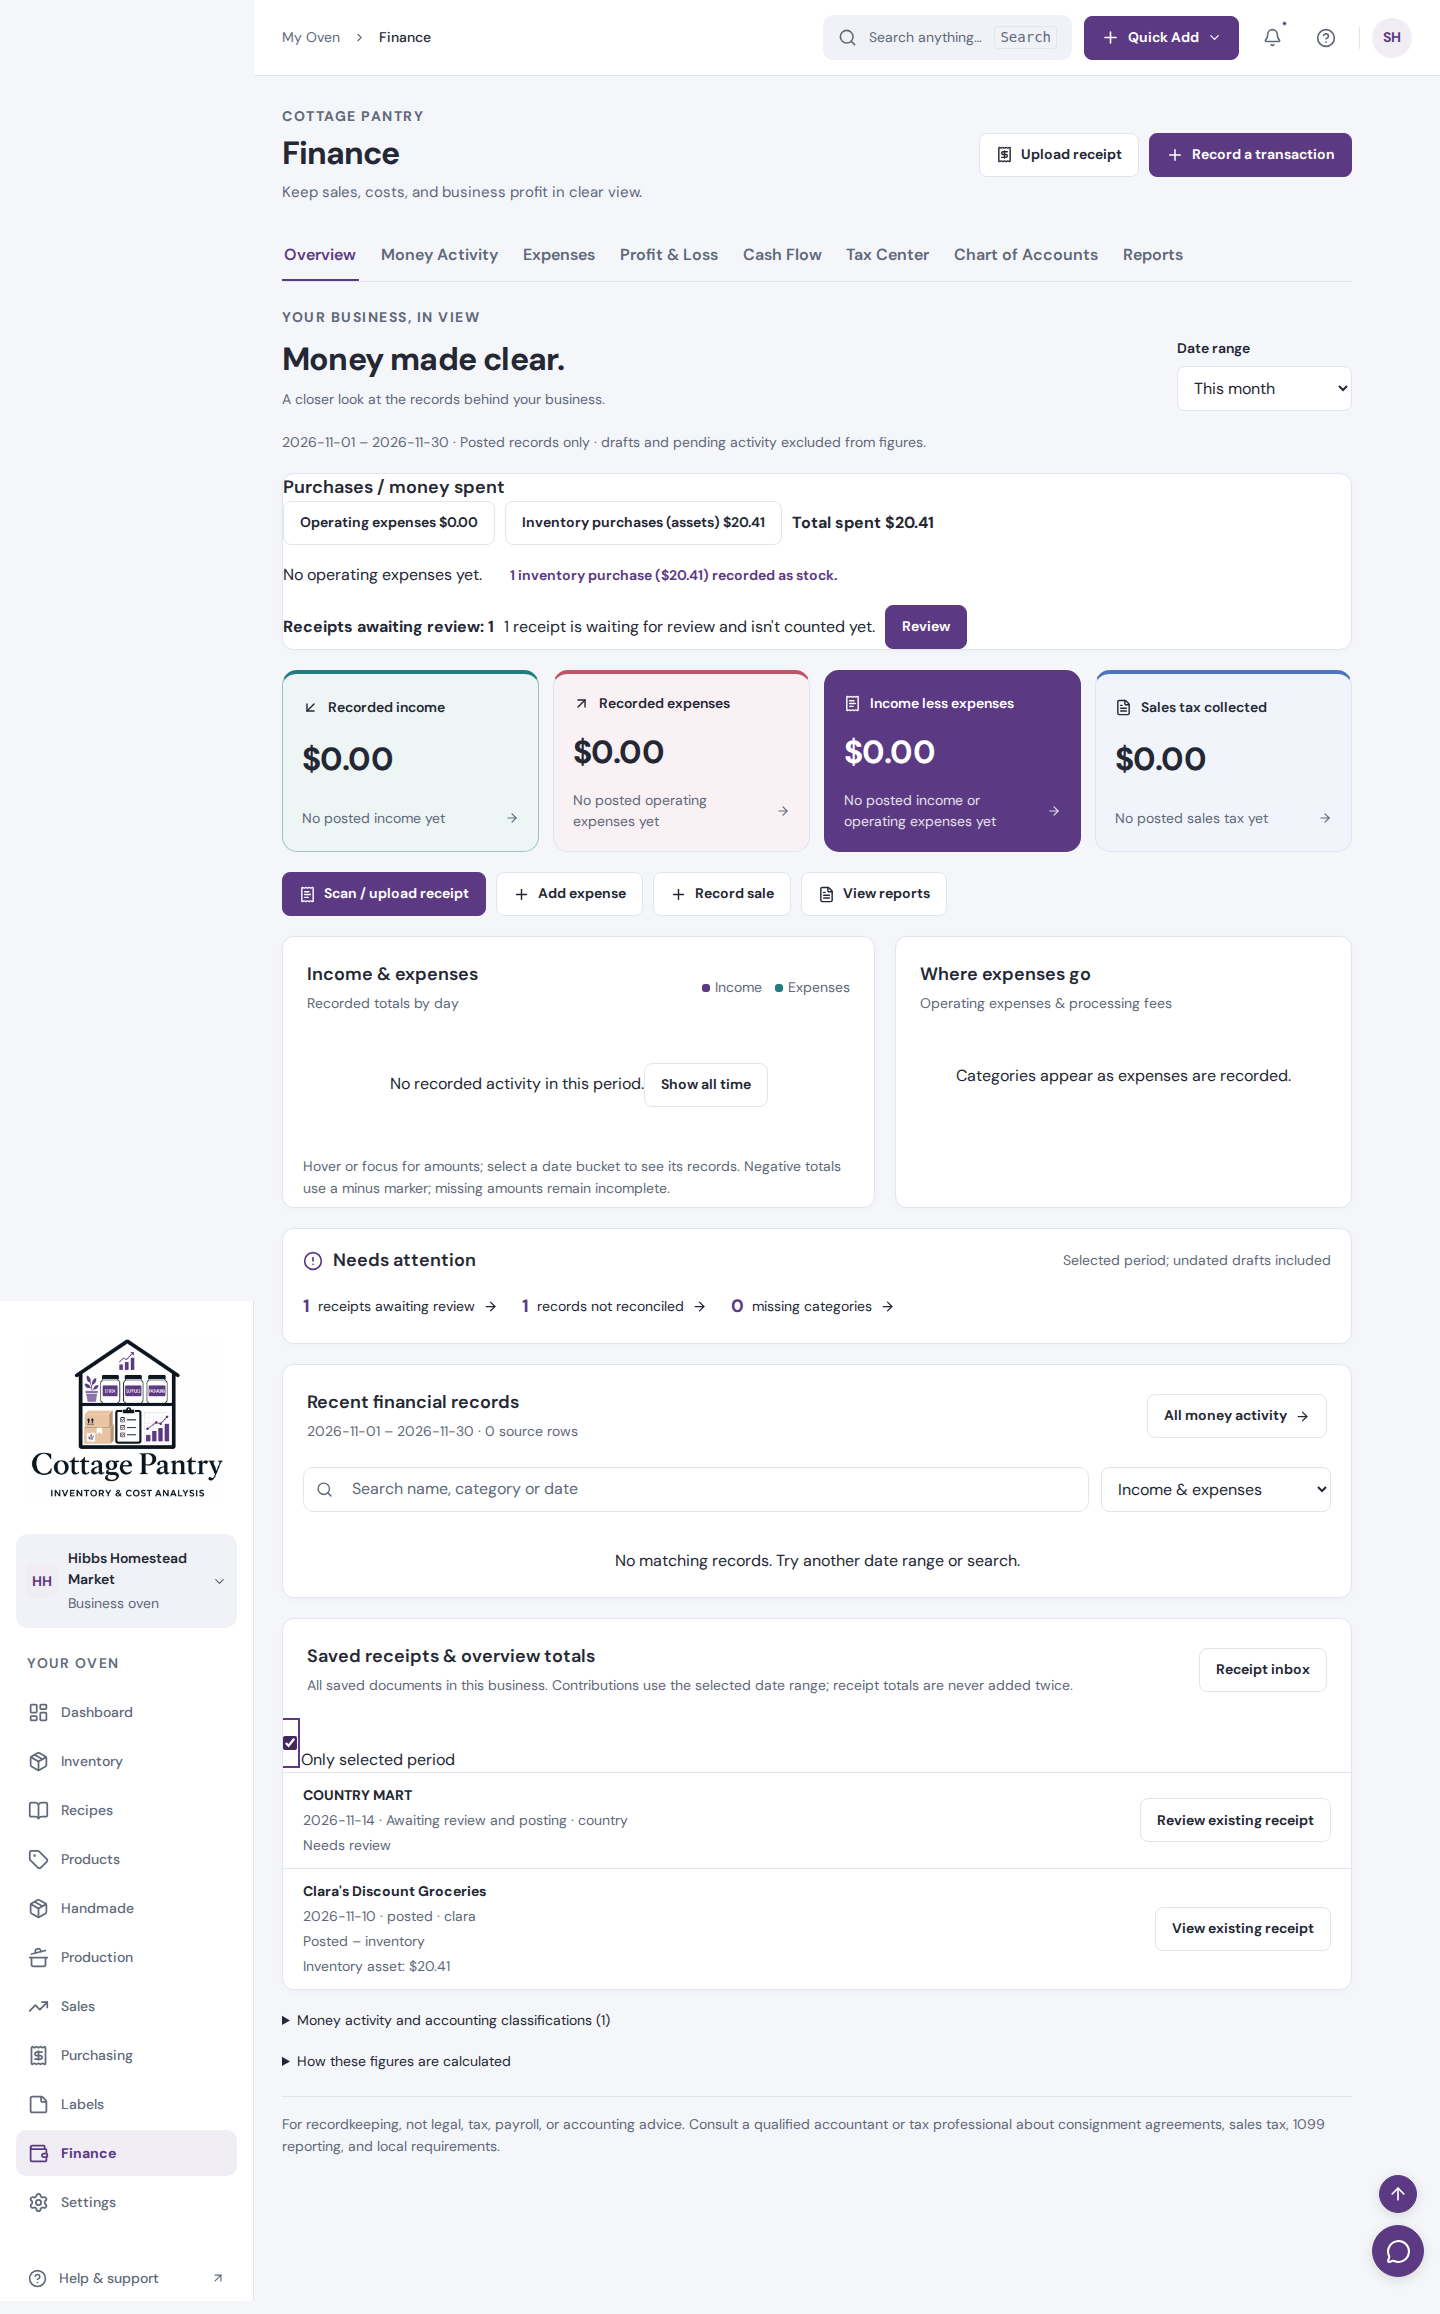 My Oven
Finance
Search anything...
Search
Quick Add
SH
COTTAGE PANTRY
Finance
Keep sales, costs, and business profit in clear view.
Upload receipt
Record a transaction
Overview
Money Activity
Expenses
Profit & Loss
Cash Flow
Tax Center
Chart of Accounts
Reports
YOUR BUSINESS, IN VIEW
Money made clear.
A closer look at the records behind your business.
Date range
This month
2026-11-01 – 2026-11-30 · Posted records only · drafts and pending activity excluded from figures.
Purchases / money spent
Operating expenses $0.00
Inventory purchases (assets) $20.41
Total spent $20.41
No operating expenses yet.
1 inventory purchase ($20.41) recorded as stock.
Receipts awaiting review: 1
1 receipt is waiting for review and isn't counted yet.
Review
Recorded income
$0.00
No posted income yet
Recorded expenses
$0.00
No posted operating
expenses yet
Income less expenses
$0.00
No posted income or
operating expenses yet
Sales tax collected
$0.00
No posted sales tax yet
Scan / upload receipt
Add expense
Record sale
View reports
Income & expenses
Recorded totals by day
Income
Expenses
No recorded activity in this period.
Show all time
Hover or focus for amounts; select a date bucket to see its records. Negative totals
use a minus marker; missing amounts remain incomplete.
Where expenses go
Operating expenses & processing fees
Categories appear as expenses are recorded.
Needs attention
Selected period; undated drafts included
1 receipts awaiting review
1 records not reconciled
0 missing categories
Recent financial records
2026-11-01 – 2026-11-30 · 0 source rows
All money activity
Search name, category or date
Income & expenses
No matching records. Try another date range or search.
Saved receipts & overview totals
All saved documents in this business. Contributions use the selected date range; receipt totals are never added twice.
Receipt inbox
Only selected period
COUNTRY MART
2026-11-14 · Awaiting review and posting · country
Needs review
Review existing receipt
Clara's Discount Groceries
2026-11-10 · posted · clara
Posted – inventory
Inventory asset: $20.41
View existing receipt
Money activity and accounting classifications (1)
How these figures are calculated
For recordkeeping, not legal, tax, payroll, or accounting advice. Consult a qualified accountant or tax professional about consignment agreements, sales tax, 1099
reporting, and local requirements.
Cottage Pantry
INVENTORY & COST ANALYSIS
HH
Hibbs Homestead
Market
Business oven
YOUR OVEN
Dashboard
Inventory
Recipes
Products
Handmade
Production
Sales
Purchasing
Labels
Finance
Settings
Help & support